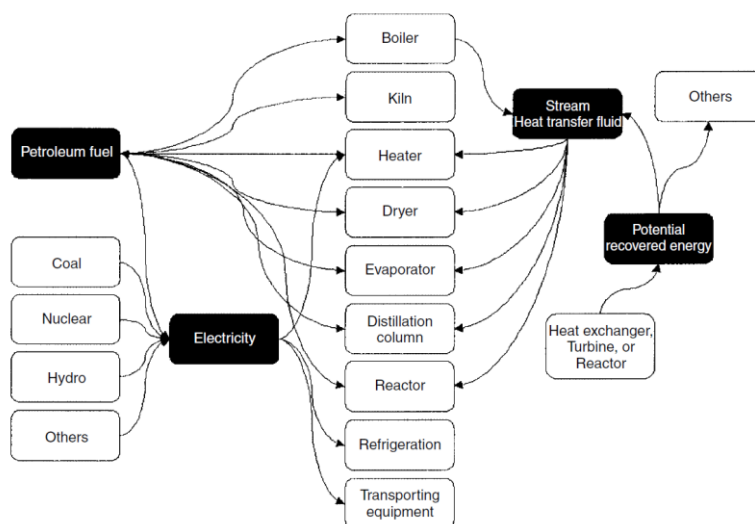 Boiler
Kiln
Heater
Dryer
Evaporator
Distillation
column
Reactor
Refrigeration
Transporting
equipment
Petroleum fuel
Coal
Nuclear
Hydro
Others
Electricity
Stream
Heat transfer fluid
Others
Potential
recovered energy
Heat exchanger,
Turbine, or
Reactor